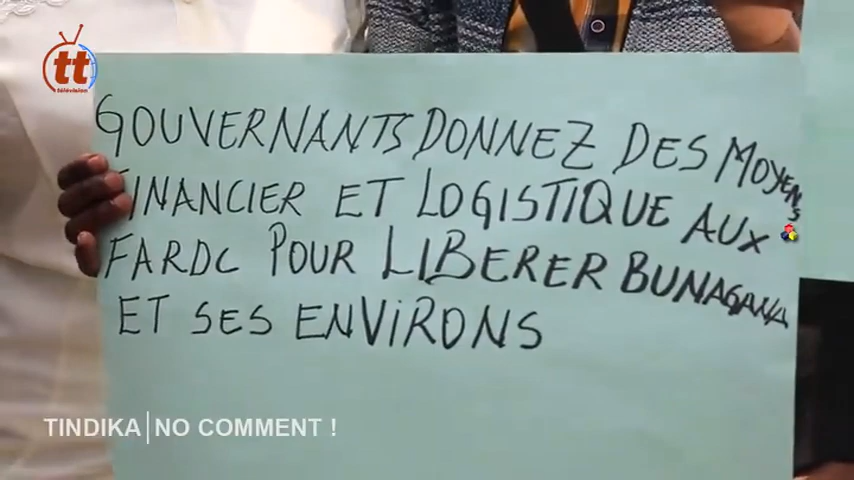 tt
télévision
GOUVERNANTS DONNEZ DES MOYENS
FINANCIER ET LOGISTIQUE AUX
FARDC POUR LIBERER BUNAGANA
ET SES ENVIRONS
TINDIKA|NO COMMENT !